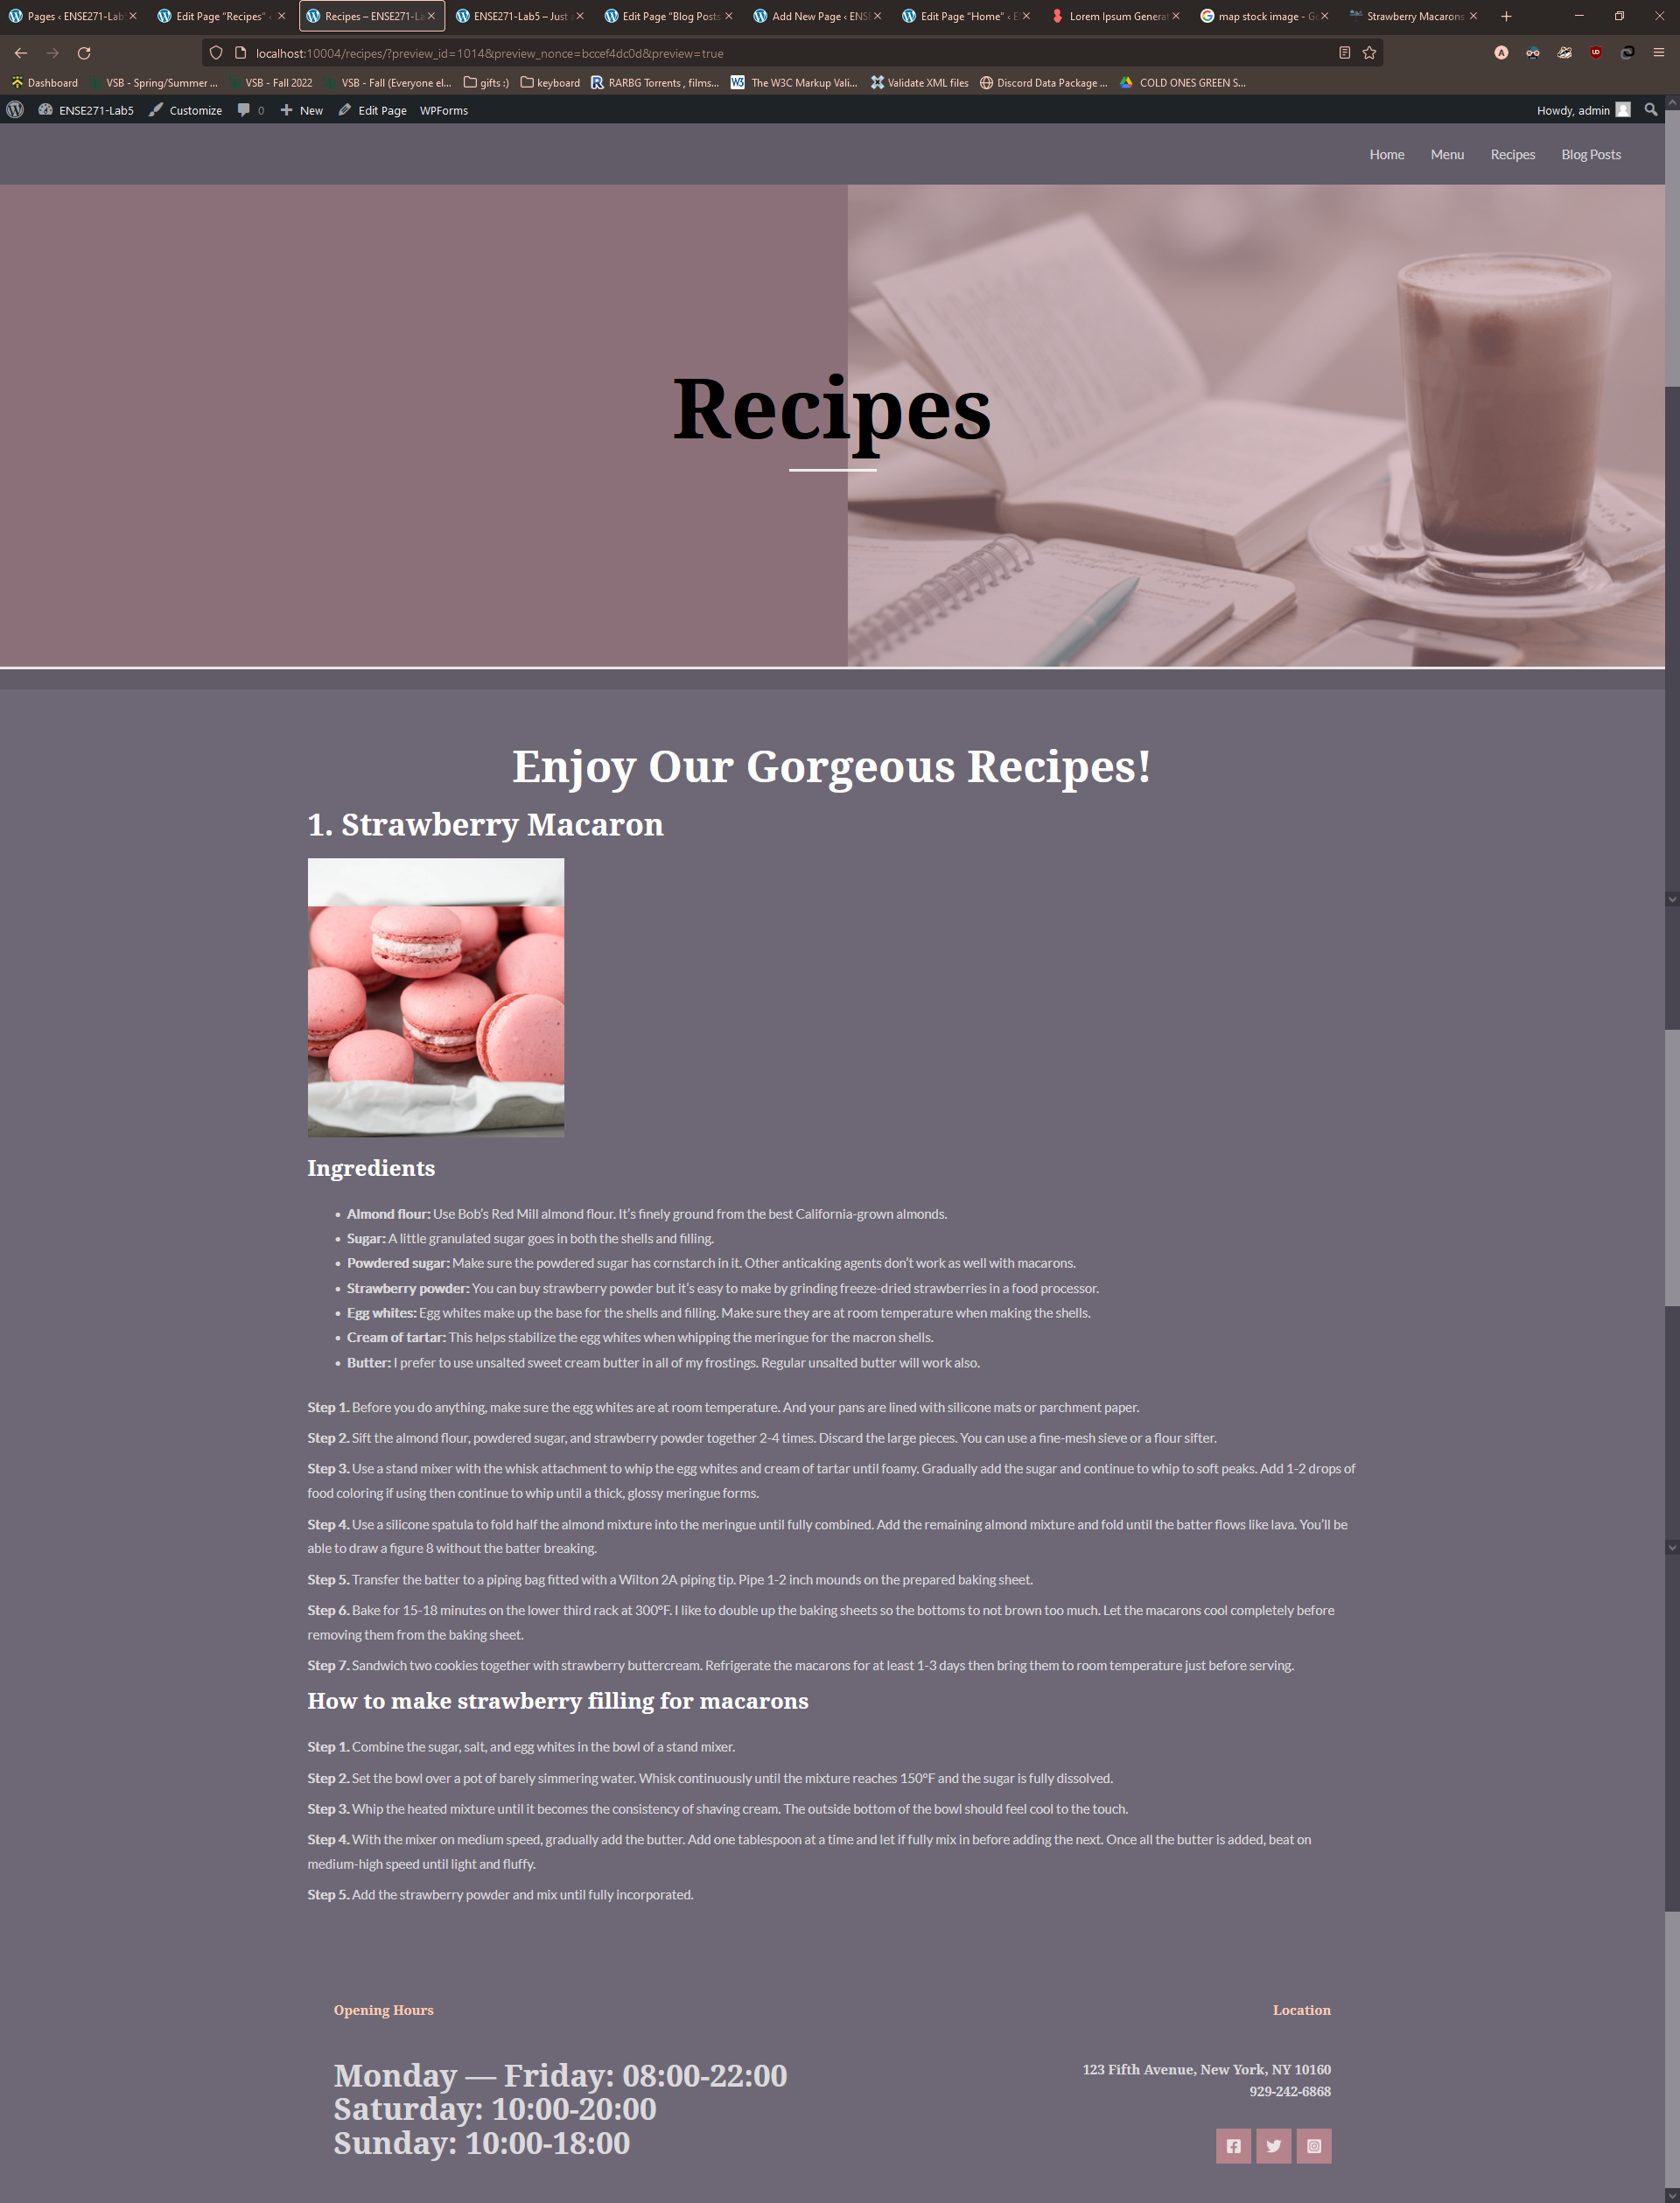 Pages ‹ ENSE271-Lab
Edit Page “Recipes” ‹
Recipes – ENSE271-La
ENSE271-Lab5 – Just
Edit Page “Blog Posts
Add New Page ‹ ENSE
Edit Page “Home” ‹ E
Lorem Ipsum Generat
map stock image - Go
Strawberry Macarons
localhost:10004/recipes/?preview_id=1014&preview_nonce=bccef4dc0d&preview=true
Dashboard
VSB - Spring/Summer ...
VSB - Fall 2022
VSB - Fall (Everyone el...
gifts :)
keyboard
RARBG Torrents , films...
The W3C Markup Vali...
Validate XML files
Discord Data Package ...
COLD ONES GREEN S...
ENSE271-Lab5
Customize
0
New
Edit Page
WPForms
Howdy, admin
Home
Menu
Recipes
Blog Posts
Recipes
Enjoy Our Gorgeous Recipes!
1. Strawberry Macaron
Ingredients
• Almond flour: Use Bob’s Red Mill almond flour. It’s finely ground from the best California-grown almonds.
• Sugar: A little granulated sugar goes in both the shells and filling.
• Powdered sugar: Make sure the powdered sugar has cornstarch in it. Other anticaking agents don’t work as well with macarons.
• Strawberry powder: You can buy strawberry powder but it’s easy to make by grinding freeze-dried strawberries in a food processor.
• Egg whites: Egg whites make up the base for the shells and filling. Make sure they are at room temperature when making the shells.
• Cream of tartar: This helps stabilize the egg whites when whipping the meringue for the macron shells.
• Butter: I prefer to use unsalted sweet cream butter in all of my frostings. Regular unsalted butter will work also.
Step 1. Before you do anything, make sure the egg whites are at room temperature. And your pans are lined with silicone mats or parchment paper.
Step 2. Sift the almond flour, powdered sugar, and strawberry powder together 2-4 times. Discard the large pieces. You can use a fine-mesh sieve or a flour sifter.
Step 3. Use a stand mixer with the whisk attachment to whip the egg whites and cream of tartar until foamy. Gradually add the sugar and continue to whip to soft peaks. Add 1-2 drops of
food coloring if using then continue to whip until a thick, glossy meringue forms.
Step 4. Use a silicone spatula to fold half the almond mixture into the meringue until fully combined. Add the remaining almond mixture and fold until the batter flows like lava. You’ll be
able to draw a figure 8 without the batter breaking.
Step 5. Transfer the batter to a piping bag fitted with a Wilton 2A piping tip. Pipe 1-2 inch mounds on the prepared baking sheet.
Step 6. Bake for 15-18 minutes on the lower third rack at 300°F. I like to double up the baking sheets so the bottoms to not brown too much. Let the macarons cool completely before
removing them from the baking sheet.
Step 7. Sandwich two cookies together with strawberry buttercream. Refrigerate the macarons for at least 1-3 days then bring them to room temperature just before serving.
How to make strawberry filling for macarons
Step 1. Combine the sugar, salt, and egg whites in the bowl of a stand mixer.
Step 2. Set the bowl over a pot of barely simmering water. Whisk continuously until the mixture reaches 150°F and the sugar is fully dissolved.
Step 3. Whip the heated mixture until it becomes the consistency of shaving cream. The outside bottom of the bowl should feel cool to the touch.
Step 4. With the mixer on medium speed, gradually add the butter. Add one tablespoon at a time and let if fully mix in before adding the next. Once all the butter is added, beat on
medium-high speed until light and fluffy.
Step 5. Add the strawberry powder and mix until fully incorporated.
Opening Hours
Monday — Friday: 08:00-22:00
Saturday: 10:00-20:00
Sunday: 10:00-18:00
Location
123 Fifth Avenue, New York, NY 10160
929-242-6868